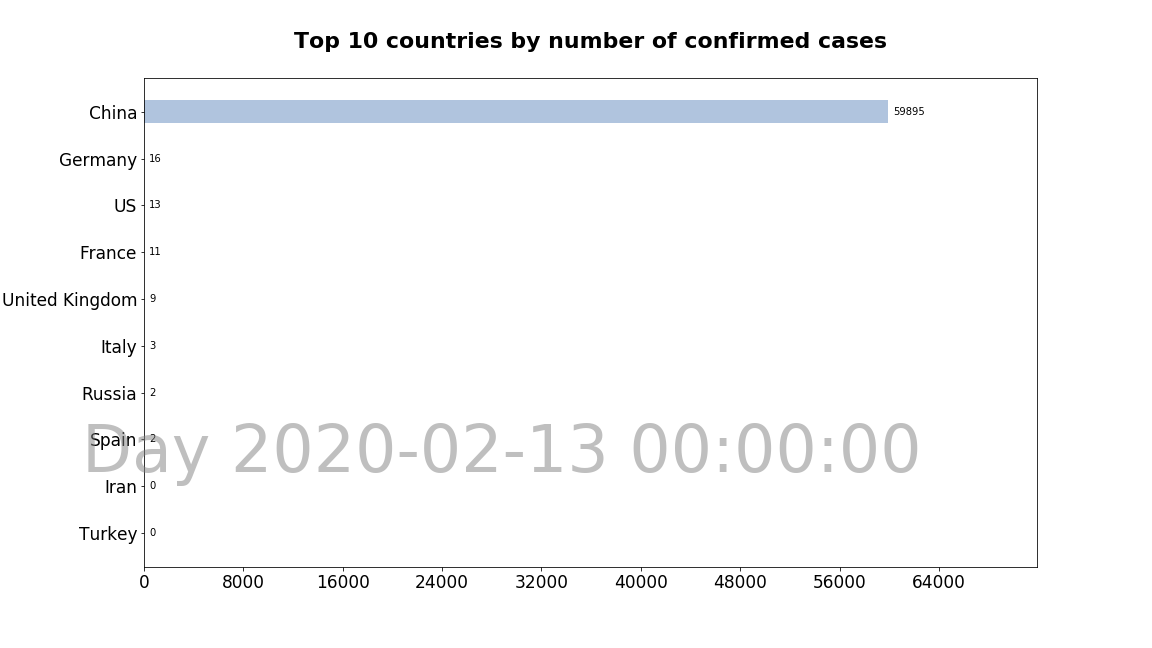 Top 10 countries by number of confirmed cases
China 59895
Germany 16
US 13
France 11
United Kingdom 9
Italy 3
Russia 2
Spain 2
Day 2020-02-13 00:00:00
Iran 0
Turkey 0
0 8000 16000 24000 32000 40000 48000 56000 64000